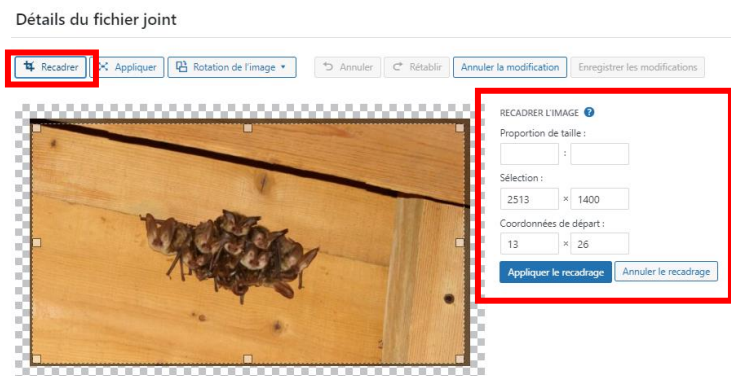 Détails du fichier joint
Recadrer Appliquer Rotation de l'image Annuler Rétablir Annuler la modification Enregistrer les modifications
RECADRER L'IMAGE ?
Proportion de taille :
:
Sélection :
2513 × 1400
Coordonnées de départ :
13 × 26
Appliquer le recadrage Annuler le recadrage